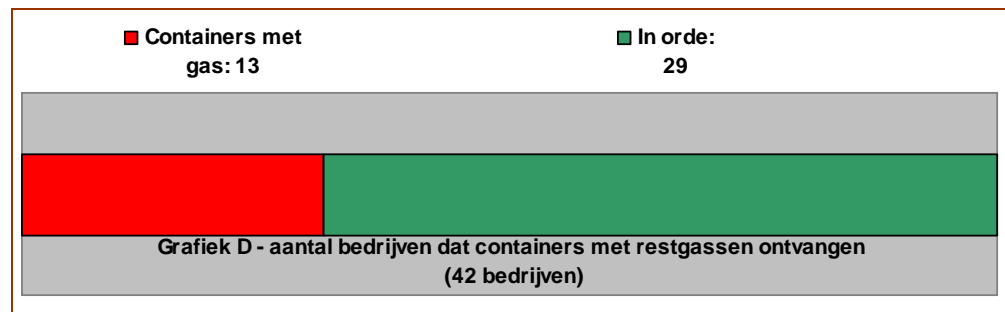 Containers met
gas: 13
In orde:
29
Grafiek D - aantal bedrijven dat containers met restgassen ontvangen
(42 bedrijven)